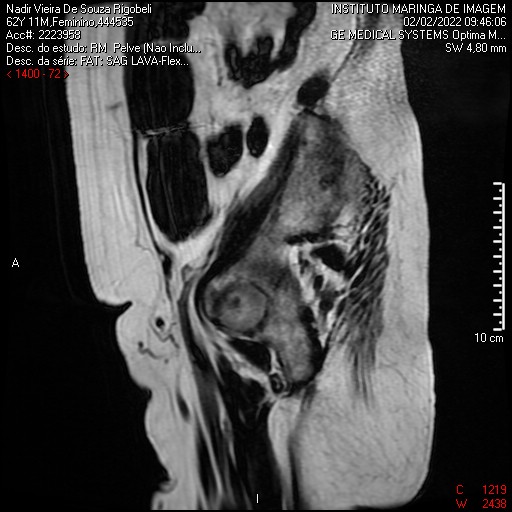 Nadir Vieira De Souza Rigobeli
62Y 11M,Feminino,444535
Acc#: 2223953
Desc. do estudo: RM  Pelve (Nao Inclu...
Desc. da série: FAT: SAG LAVA-Flex...
< 1400 - 72 >
INSTITUTO MARINGA DE IMAGEM
02/02/2022 09:46:06
GE MEDICAL SYSTEMS Optima M...
SW 4,80 mm
A
10 cm
I
C 1219
W 2438